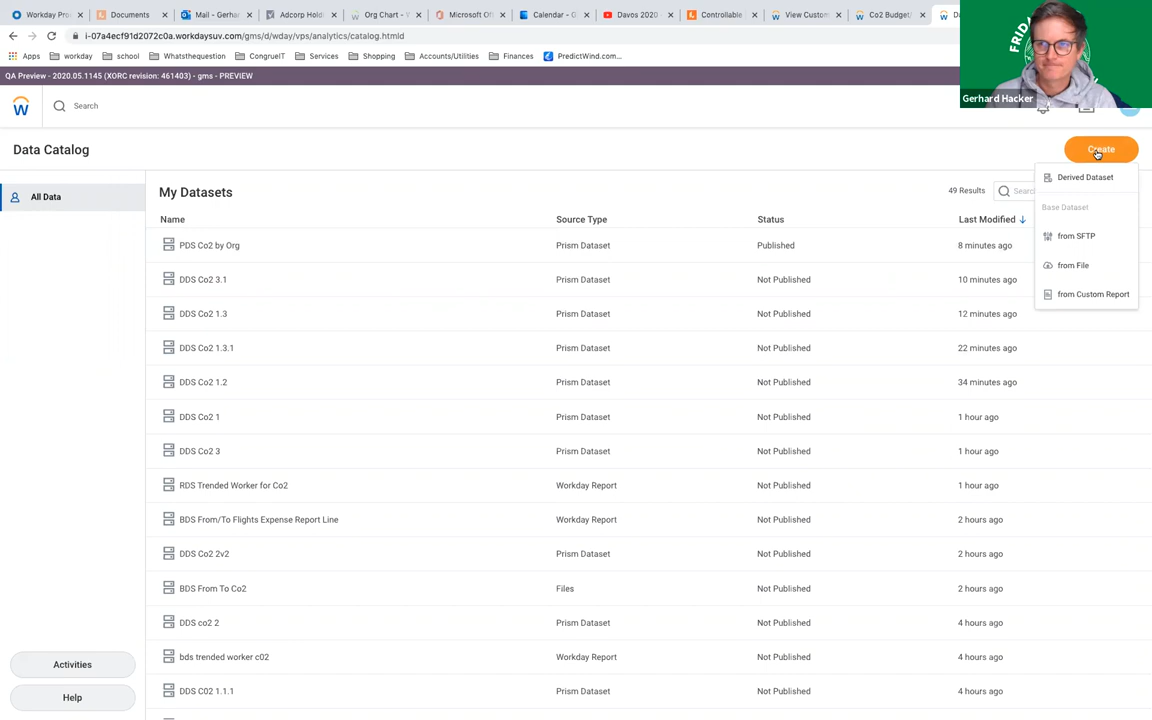 Workday Pro
Documents
Mail - Gerha
Adcorp Hold
Org Chart - W
Microsoft Of
Calendar - G
Davos 2020
Controllable
View Custom
Co2 Budget/
i-07a4ecf91d2072c0a.workdaysuv.com/gms/d/wday/vps/analytics/catalog.htmld
Apps workday school Whatsthequestion CongrueIT Services Shopping Accounts/Utilities Finances PredictWind.com...
QA Preview - 2020.05.1145 (XORC revision: 461403) - gms - PREVIEW
Gerhard Hacker
Search
Data Catalog
Create
All Data
My Datasets
49 Results
Search
Derived Dataset
Base Dataset
from SFTP
from File
from Custom Report
Name Source Type Status Last Modified
PDS Co2 by Org Prism Dataset Published 8 minutes ago
DDS Co2 3.1 Prism Dataset Not Published 10 minutes ago
DDS Co2 1.3 Prism Dataset Not Published 12 minutes ago
DDS Co2 1.3.1 Prism Dataset Not Published 22 minutes ago
DDS Co2 1.2 Prism Dataset Not Published 34 minutes ago
DDS Co2 1 Prism Dataset Not Published 1 hour ago
DDS Co2 3 Prism Dataset Not Published 1 hour ago
RDS Trended Worker for Co2 Workday Report Not Published 1 hour ago
BDS From/To Flights Expense Report Line Workday Report Not Published 2 hours ago
DDS Co2 2v2 Prism Dataset Not Published 2 hours ago
BDS From To Co2 Files Not Published 2 hours ago
DDS co2 2 Prism Dataset Not Published 4 hours ago
bds trended worker c02 Workday Report Not Published 4 hours ago
DDS C02 1.1.1 Prism Dataset Not Published 4 hours ago
Activities
Help